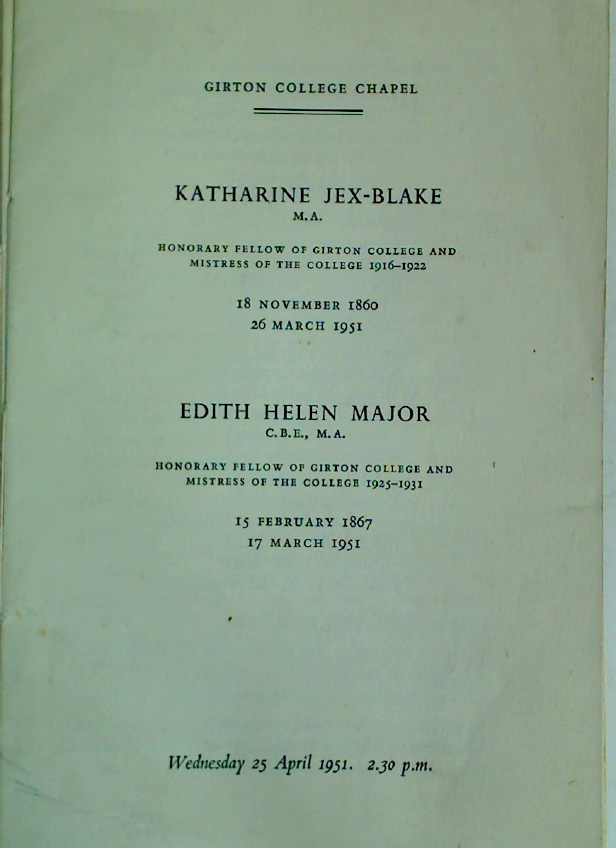 GIRTON COLLEGE CHAPEL
KATHARINE JEX-BLAKE
M.A.
HONORARY FELLOW OF GIRTON COLLEGE AND
MISTRESS OF THE COLLEGE 1916–1922
18 NOVEMBER 1860
26 MARCH 1951
EDITH HELEN MAJOR
C.B.E., M.A.
HONORARY FELLOW OF GIRTON COLLEGE AND
MISTRESS OF THE COLLEGE 1925–1931
15 FEBRUARY 1867
17 MARCH 1951
Wednesday 25 April 1951. 2.30 p.m.